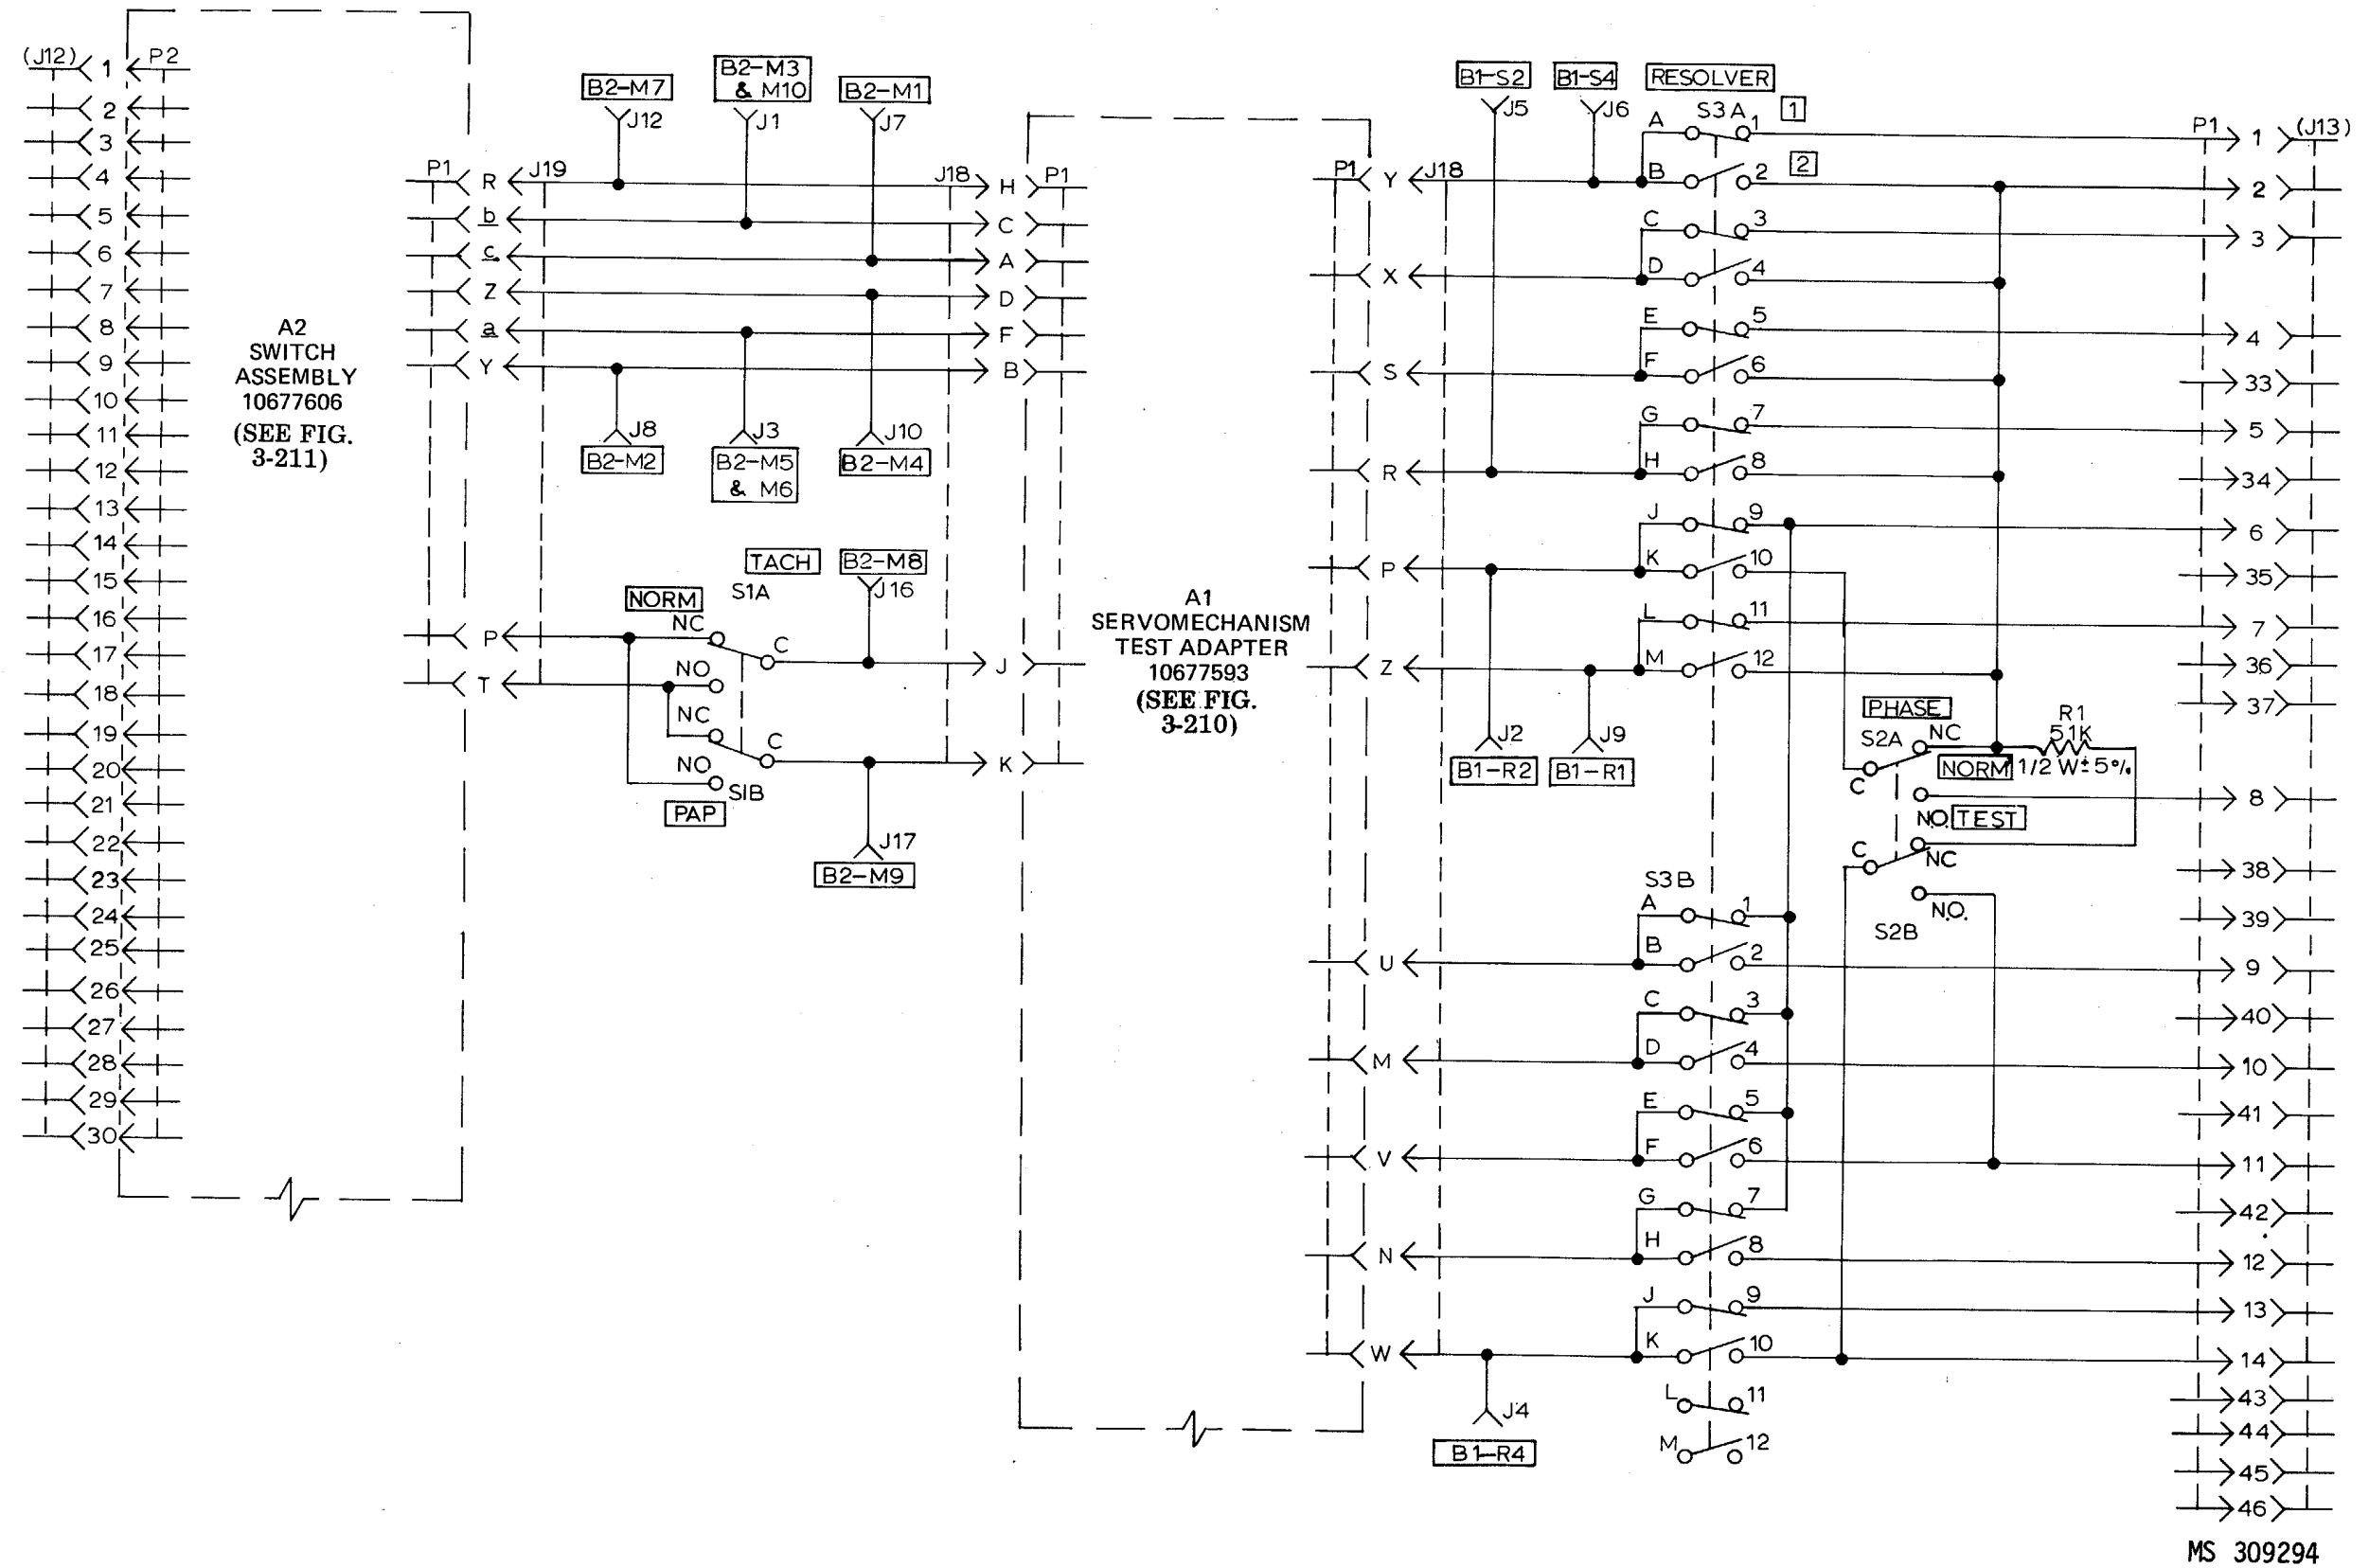 (J12) 1 P2
2
3
4
5
6
7
8
9
10
11
12
13
14
15
16
17
18
19
20
21
22
23
24
25
26
27
28
29
30
A2
SWITCH
ASSEMBLY
10677606
(SEE FIG.
3-211)
P1 R J19
b
c
Z
a
Y
P
T
B2-M7
J12
B2-M3
& M10
J1
B2-M1
J7
J8
B2-M2
J3
B2-M5
& M6
J10
B2-M4
TACH
S1A
B2-M8
J16
NORM
NC
C
NO
NC
C
NO
S1B
PAP
J17
B2-M9
J18 H P1
C
A
D
F
B
J
K
A1
SERVOMECHANISM
TEST ADAPTER
10677593
(SEE FIG.
3-210)
P1 Y J18
X
S
R
P
Z
U
M
V
N
W
B1-S2
J5
B1-S4
J6
J2
B1-R2
J9
B1-R1
J4
B1-R4
RESOLVER
S3A
1
2
A 1
B 2
C 3
D 4
E 5
F 6
G 7
H 8
J 9
K 10
L 11
M 12
PHASE
S2A NC
C
NORM
R1
51K
1/2 W±5%
N.O. TEST
C
NC
N.O.
S2B
S3B
A 1
B 2
C 3
D 4
E 5
F 6
G 7
H 8
J 9
K 10
L 11
M 12
P1 1 (J13)
2
3
4
33
5
34
6
35
7
36
37
8
38
39
9
40
10
41
11
42
12
13
14
43
44
45
46
MS 309294